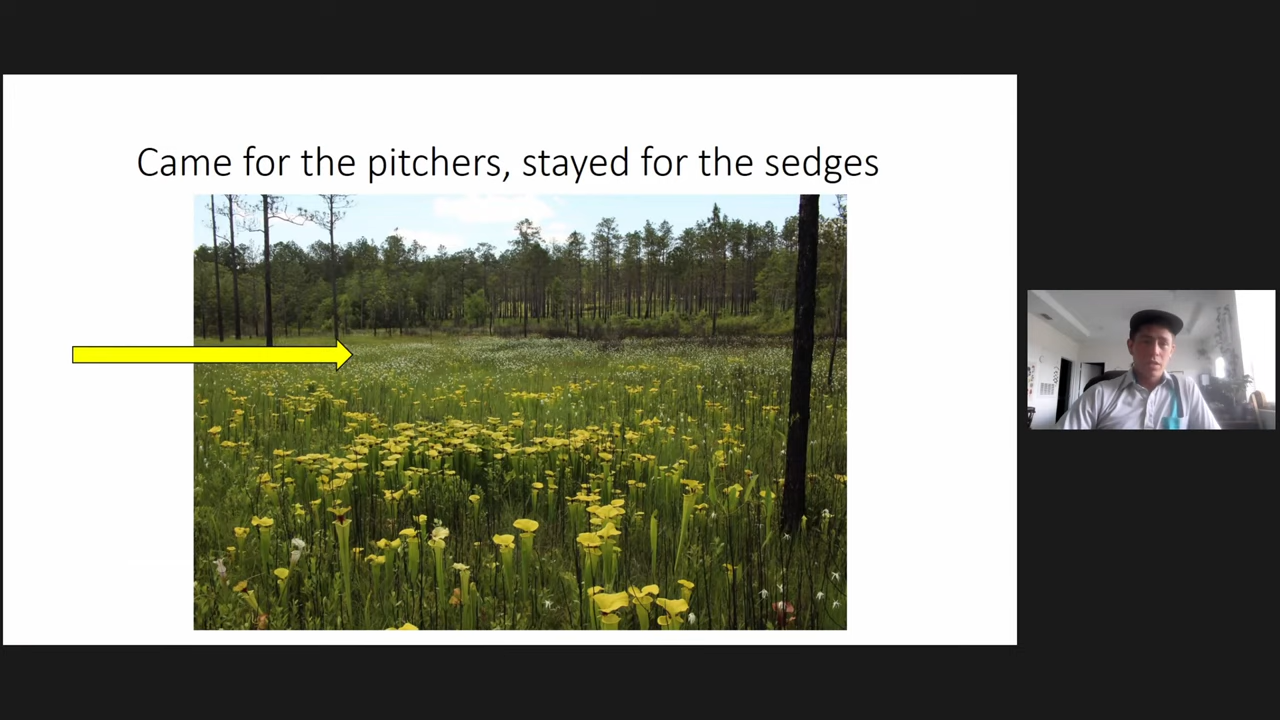 Came for the pitchers, stayed for the sedges